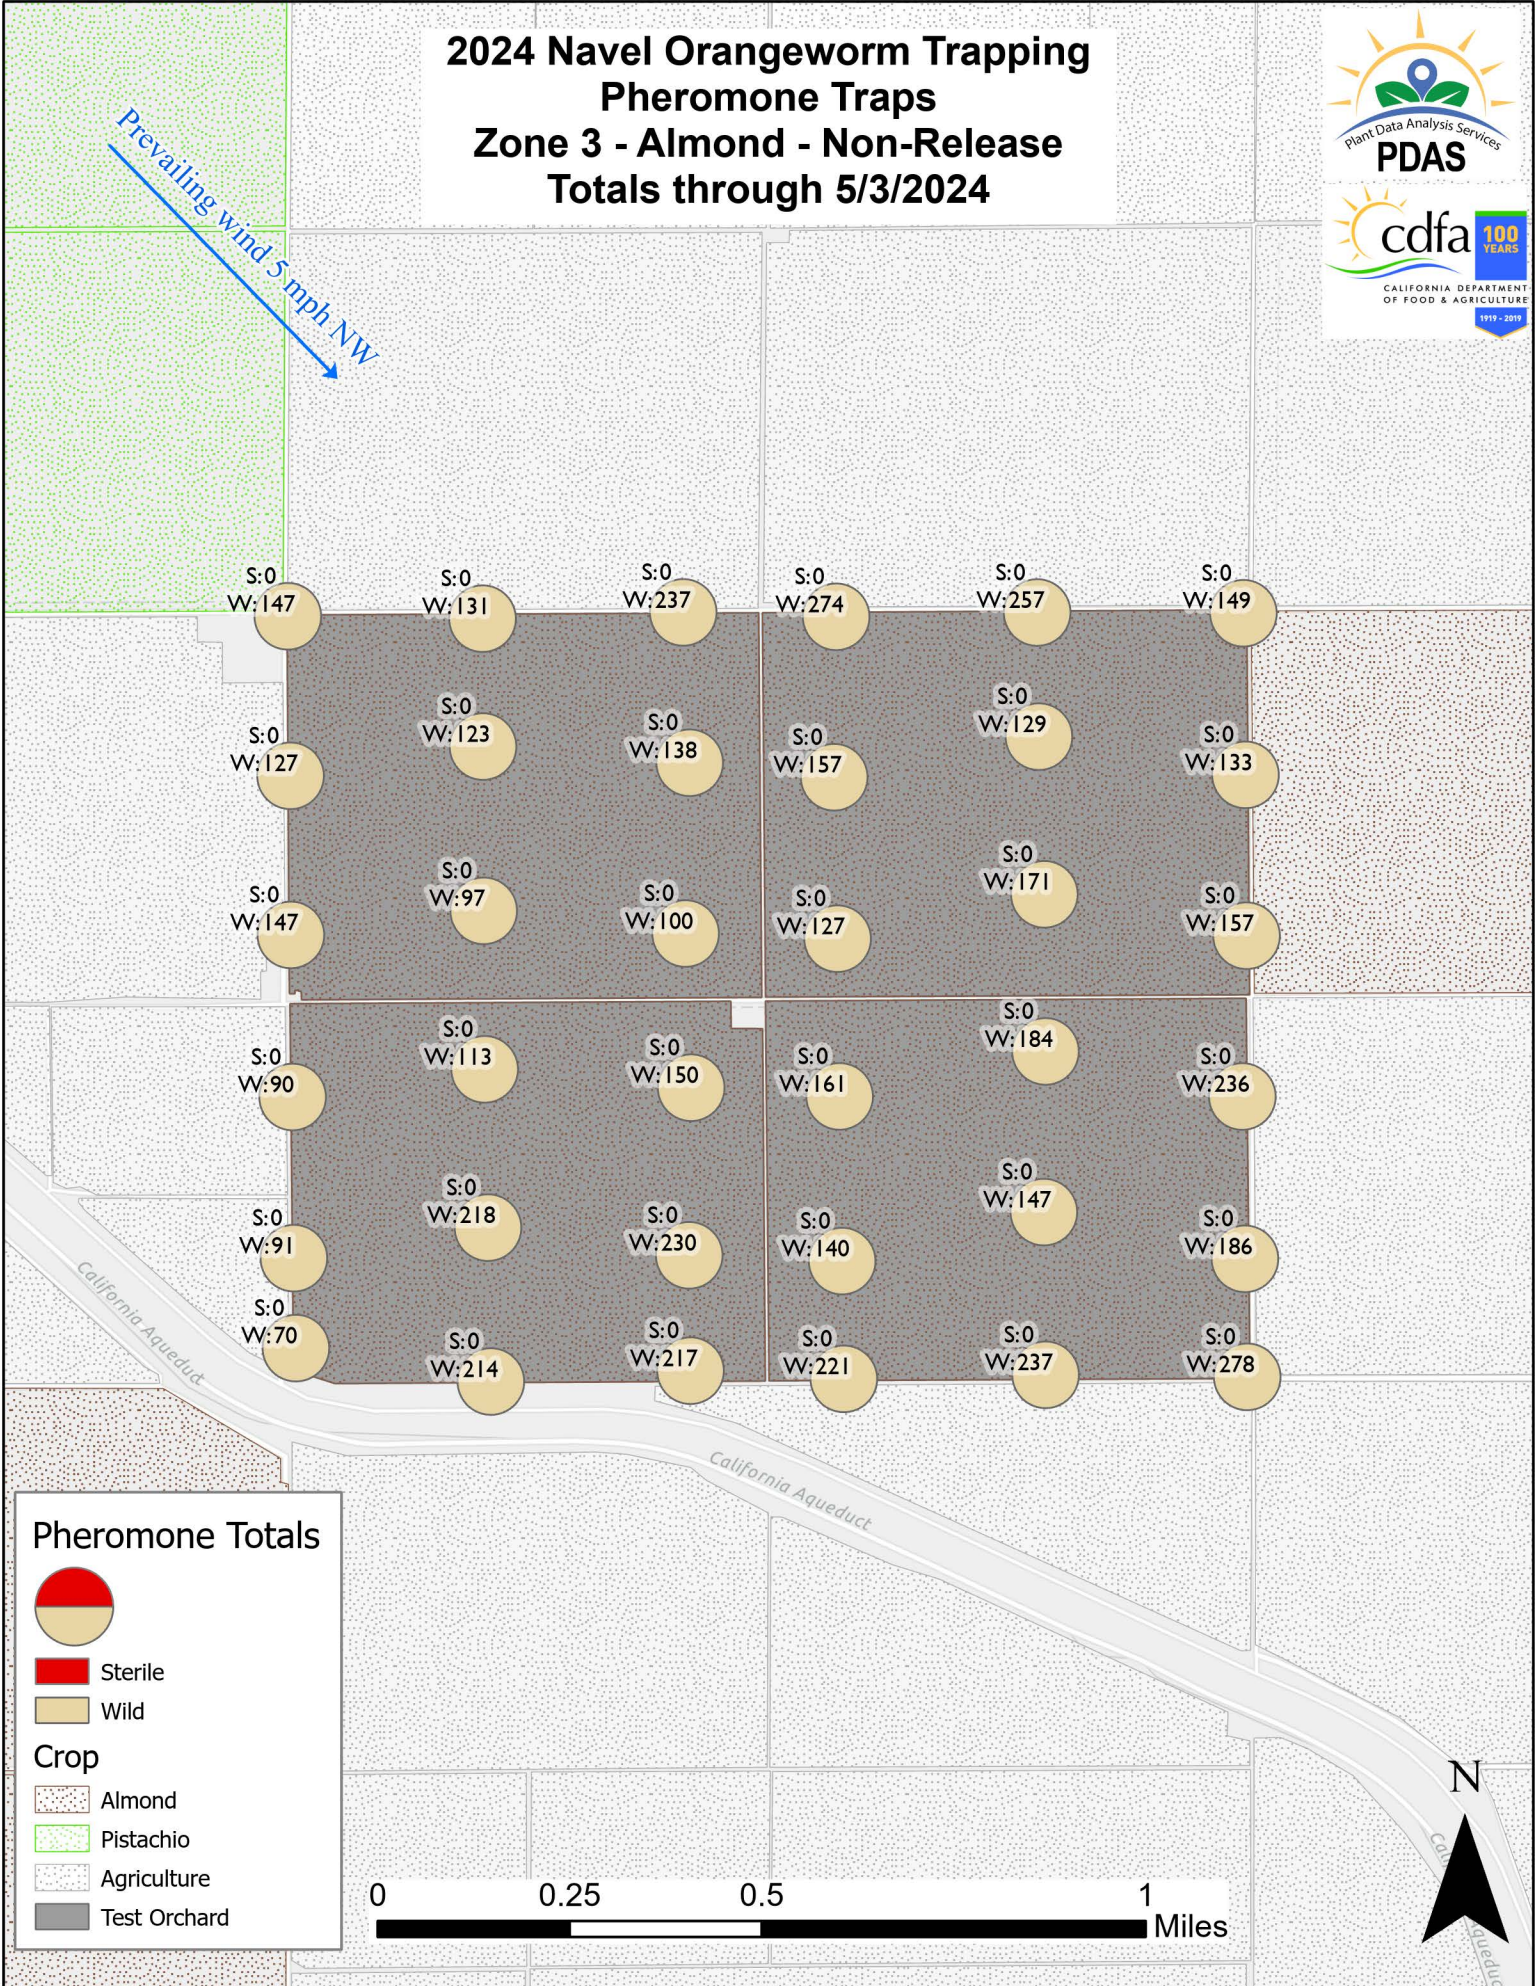 2024 Navel Orangeworm Trapping
Pheromone Traps
Zone 3 - Almond - Non-Release
Totals through 5/3/2024
Plant Data Analysis Services
PDAS
cdfa
100
YEARS
CALIFORNIA DEPARTMENT
OF FOOD & AGRICULTURE
1919 - 2019
Prevailing wind 5 mph NW
S:0
W:147
S:0
W:131
S:0
W:237
S:0
W:274
S:0
W:257
S:0
W:149
S:0
W:127
S:0
W:123
S:0
W:138
S:0
W:157
S:0
W:129
S:0
W:133
S:0
W:147
S:0
W:97
S:0
W:100
S:0
W:127
S:0
W:171
S:0
W:157
S:0
W:90
S:0
W:113
S:0
W:150
S:0
W:161
S:0
W:184
S:0
W:236
S:0
W:91
S:0
W:218
S:0
W:230
S:0
W:140
S:0
W:147
S:0
W:186
S:0
W:70
S:0
W:214
S:0
W:217
S:0
W:221
S:0
W:237
S:0
W:278
California Aqueduct
California Aqueduct
Pheromone Totals
Sterile
Wild
Crop
Almond
Pistachio
Agriculture
Test Orchard
0 0.25 0.5 1
Miles
N